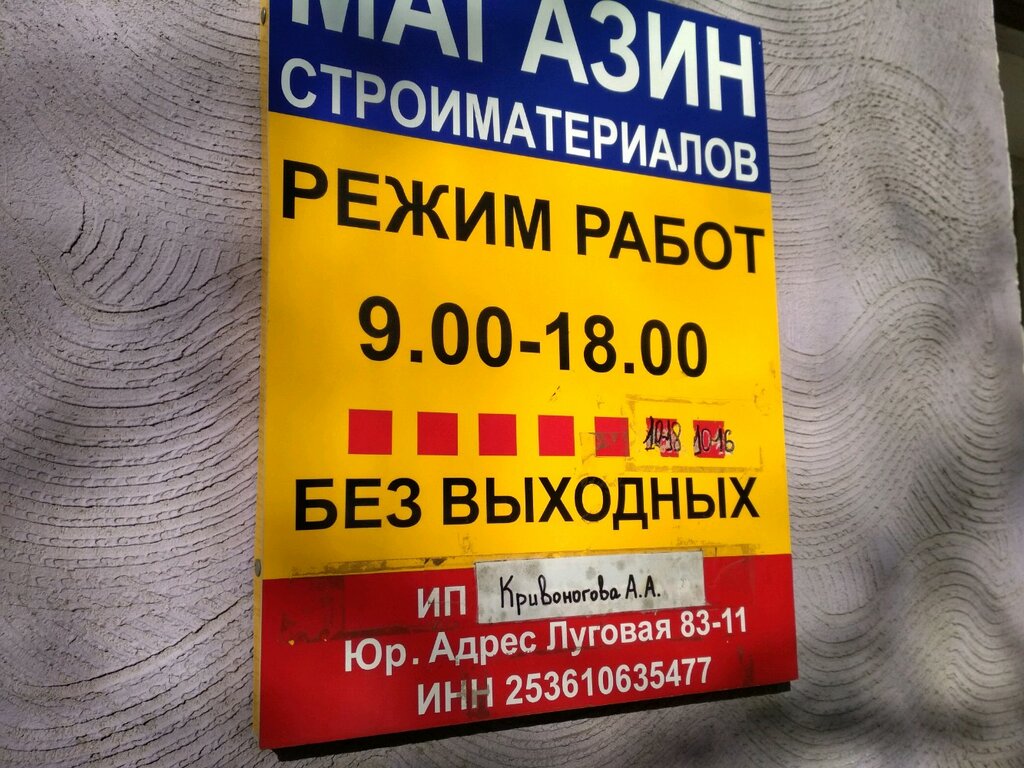 МАГАЗИН
СТРОИМАТЕРИАЛОВ
РЕЖИМ РАБОТ
9.00-18.00
10-18 10-16
БЕЗ ВЫХОДНЫХ
ИП Кривоногова А.А.
Юр. Адрес Луговая 83-11
ИНН 253610635477